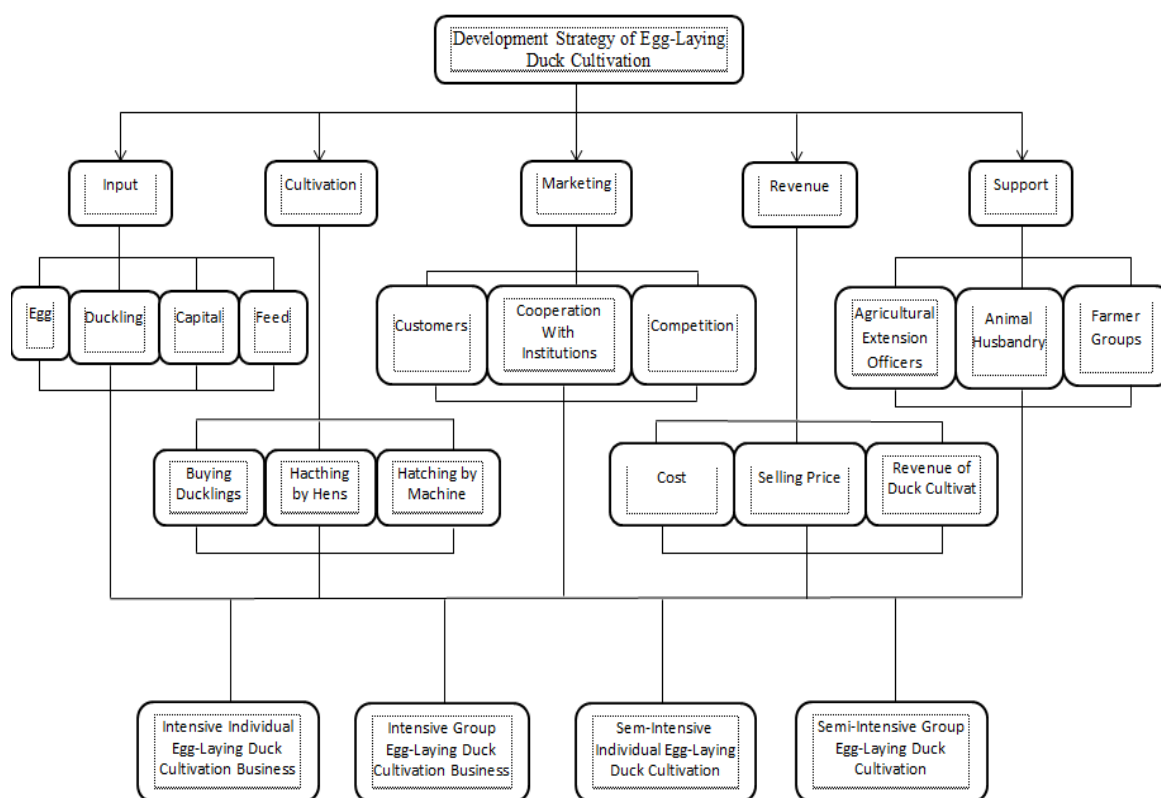 Development Strategy of Egg-Laying
Duck Cultivation
Input
Cultivation
Marketing
Revenue
Support
Egg
Duckling
Capital
Feed
Customers
Cooperation
With
Institutions
Competition
Agricultural
Extension
Officers
Animal
Husbandry
Farmer
Groups
Buying
Ducklings
Hacthing
by Hens
Hatching by
Machine
Cost
Selling Price
Revenue of
Duck Cultivat
Intensive Individual
Egg-Laying Duck
Cultivation Business
Intensive Group
Egg-Laying Duck
Cultivation Business
Sem-Intensive
Individual Egg-Laying
Duck Cultivation
Semi-Intensive Group
Egg-Laying Duck
Cultivation